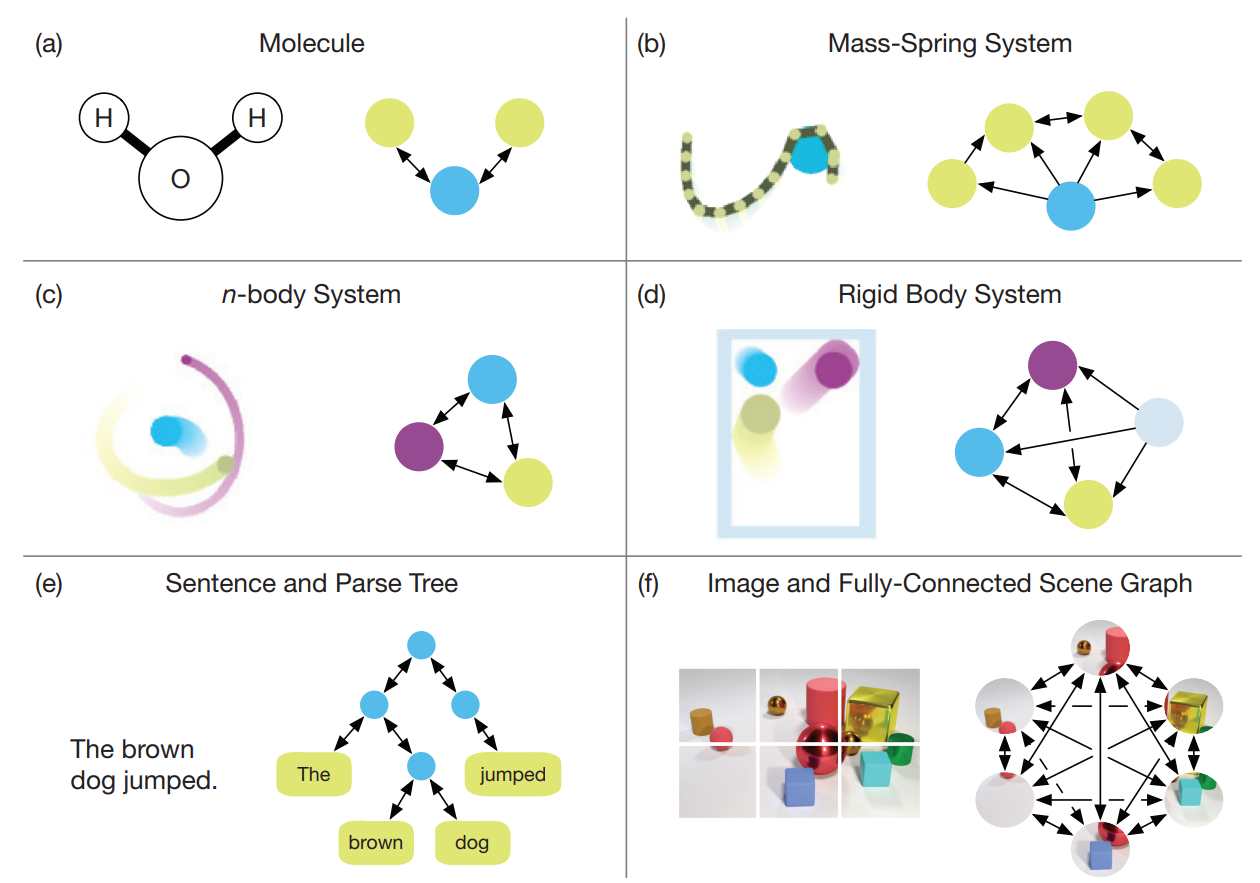 (a)
Molecule
H
H
O
(b)
Mass-Spring System
(c)
n-body System
(d)
Rigid Body System
(e)
Sentence and Parse Tree
The brown
dog jumped.
The
jumped
brown
dog
(f)
Image and Fully-Connected Scene Graph